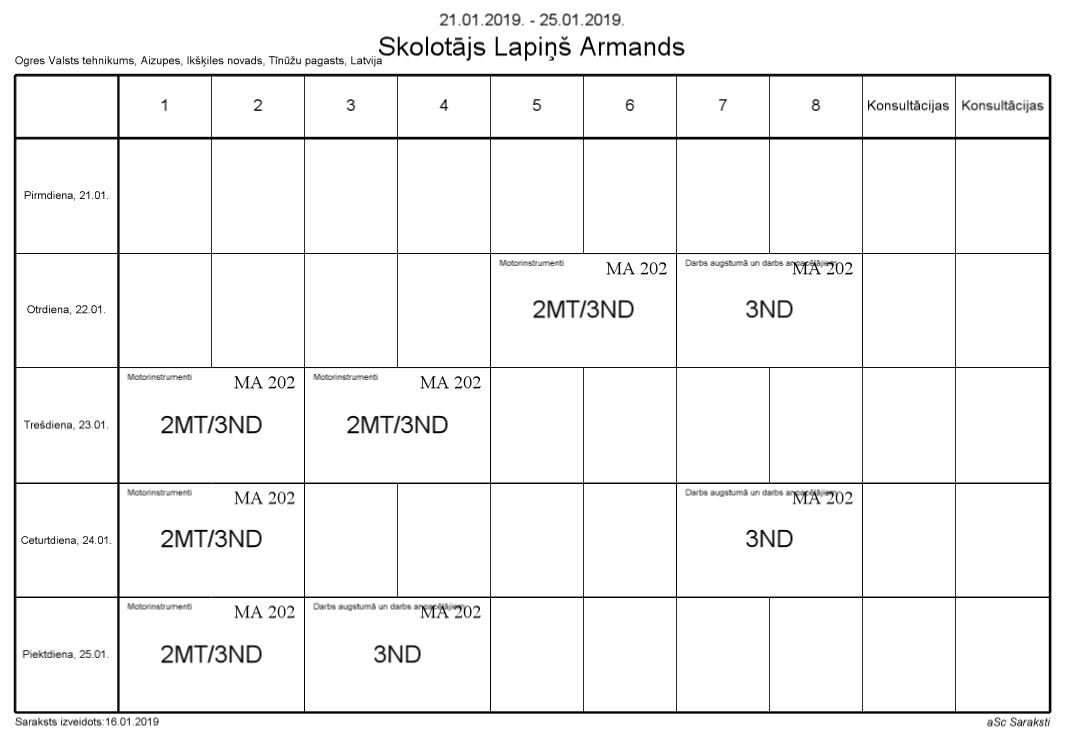 21.01.2019. - 25.01.2019.
Skolotājs Lapiņš Armands
Ogres Valsts tehnikums, Aizupes, Ikšķiles novads, Tīnūžu pagasts, Latvija
1 2 3 4 5 6 7 8 Konsultācijas Konsultācijas
Pirmdiena, 21.01.
Motorinstrumenti MA 202 Darbs augstumā un darbs ar pacēlājiem MA 202
Otrdiena, 22.01. 2MT/3ND 3ND
Motorinstrumenti MA 202 Motorinstrumenti MA 202
Trešdiena, 23.01. 2MT/3ND 2MT/3ND
Motorinstrumenti MA 202 Darbs augstumā un darbs ar pacēlājiem MA 202
Ceturtdiena, 24.01. 2MT/3ND 3ND
Motorinstrumenti MA 202 Darbs augstumā un darbs ar pacēlājiem MA 202
Piektdiena, 25.01. 2MT/3ND 3ND
Saraksts izveidots:16.01.2019 aSc Saraksti